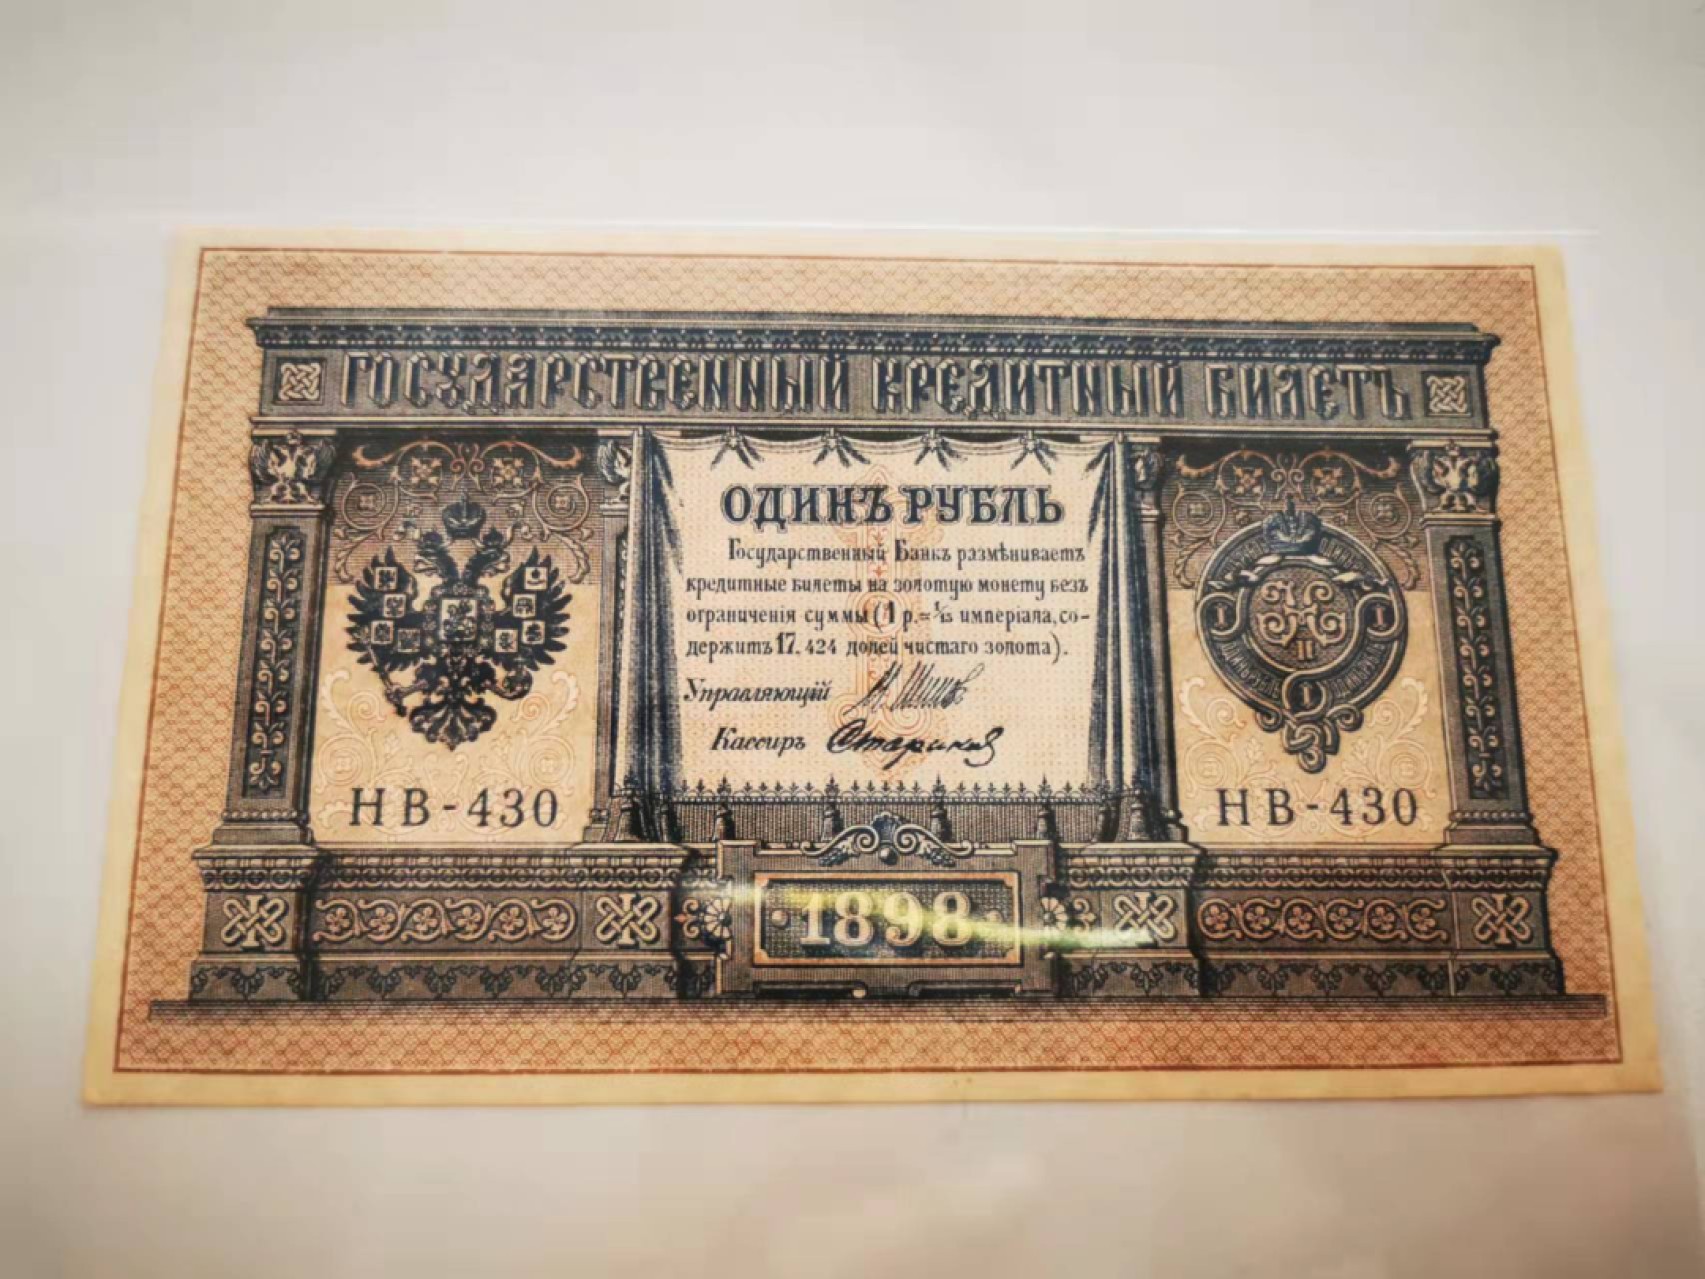 ГОСУДАРСТВЕННЫЙ КРЕДИТНЫЙ БИЛЕТЪ
ОДИНЪ РУБЛЬ
Государственный Банкъ размѣниваетъ
кредитные билеты на золотую монету безъ
ограниченія суммы (1 р. = 1/15 имперіала, со-
держитъ 17,424 долей чистаго золота).
Управляющій
Кассиръ
НВ-430
НВ-430
I
I
II
I
1898